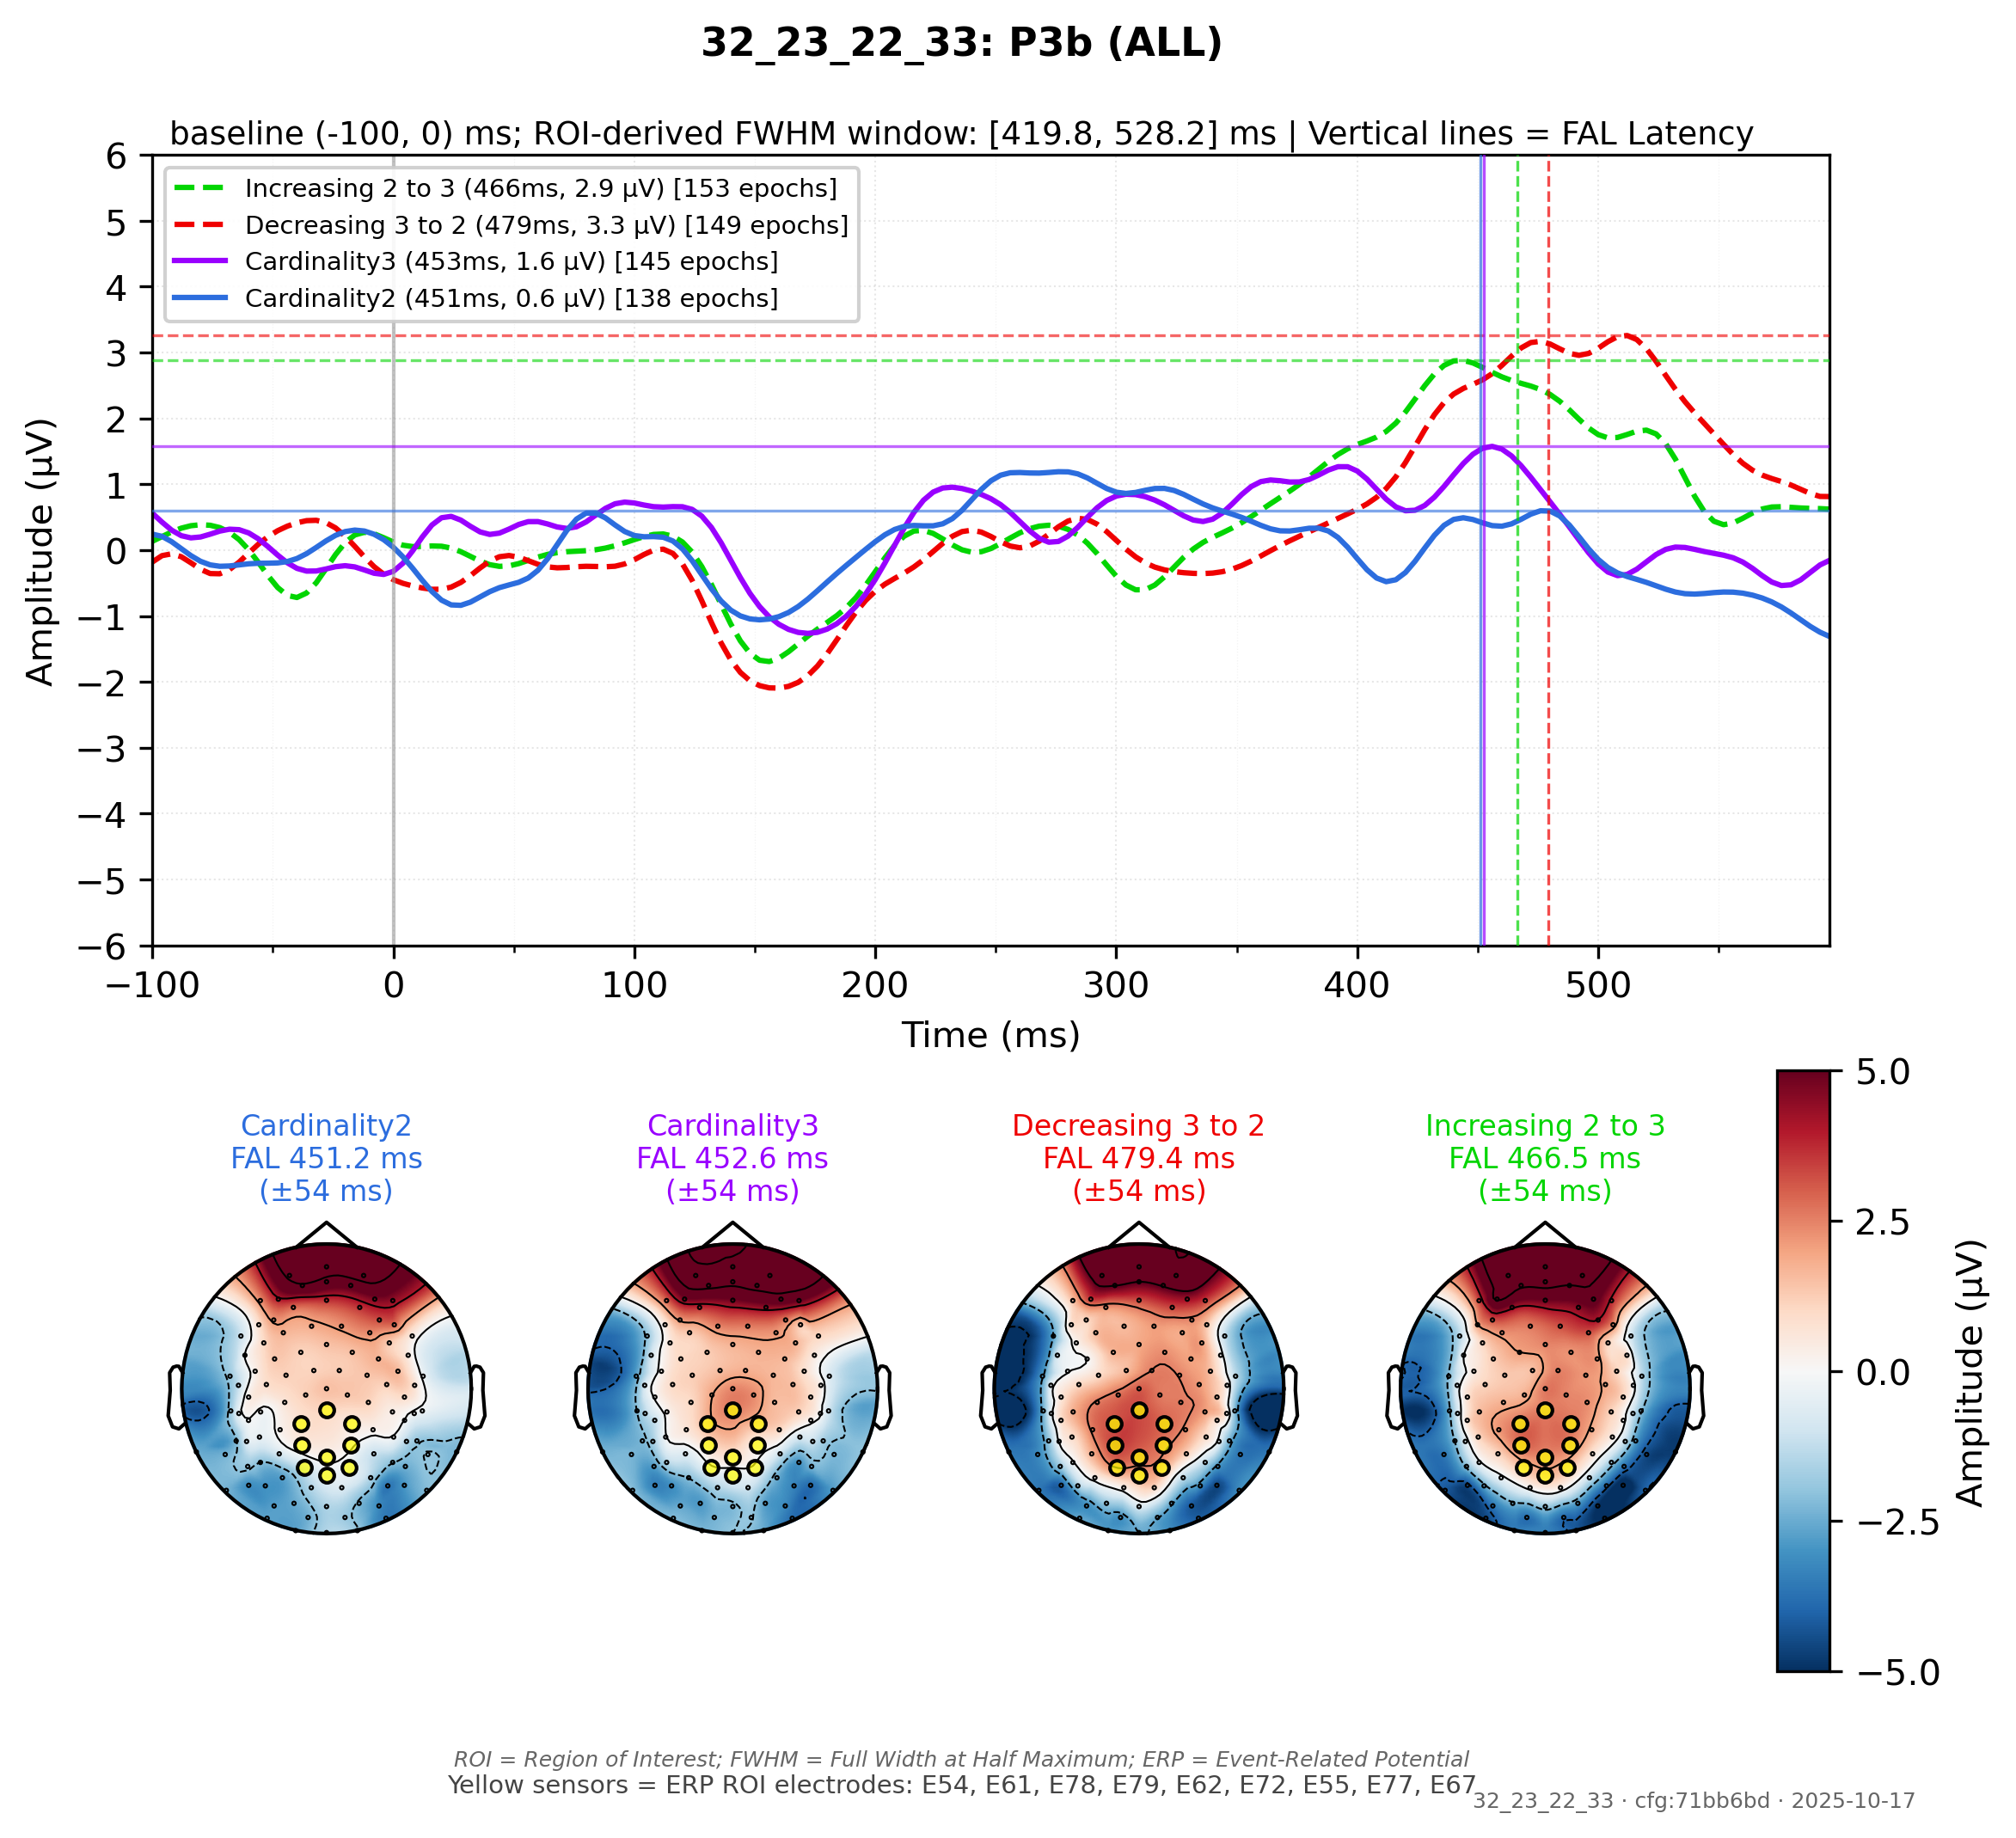 32_23_22_33: P3b (ALL)
baseline (-100, 0) ms; ROI-derived FWHM window: [419.8, 528.2] ms | Vertical lines = FAL Latency
Increasing 2 to 3 (466ms, 2.9 µV) [153 epochs]
Decreasing 3 to 2 (479ms, 3.3 µV) [149 epochs]
Cardinality3 (453ms, 1.6 µV) [145 epochs]
Cardinality2 (451ms, 0.6 µV) [138 epochs]
Amplitude (µV)
6
5
4
3
2
1
0
−1
−2
−3
−4
−5
−6
−100 0 100 200 300 400 500
Time (ms)
Cardinality2
FAL 451.2 ms
(±54 ms)
Cardinality3
FAL 452.6 ms
(±54 ms)
Decreasing 3 to 2
FAL 479.4 ms
(±54 ms)
Increasing 2 to 3
FAL 466.5 ms
(±54 ms)
5.0
2.5
0.0
−2.5
−5.0
Amplitude (µV)
ROI = Region of Interest; FWHM = Full Width at Half Maximum; ERP = Event-Related Potential
Yellow sensors = ERP ROI electrodes: E54, E61, E78, E79, E62, E72, E55, E77, E67
32_23_22_33 · cfg:71bb6bd · 2025-10-17